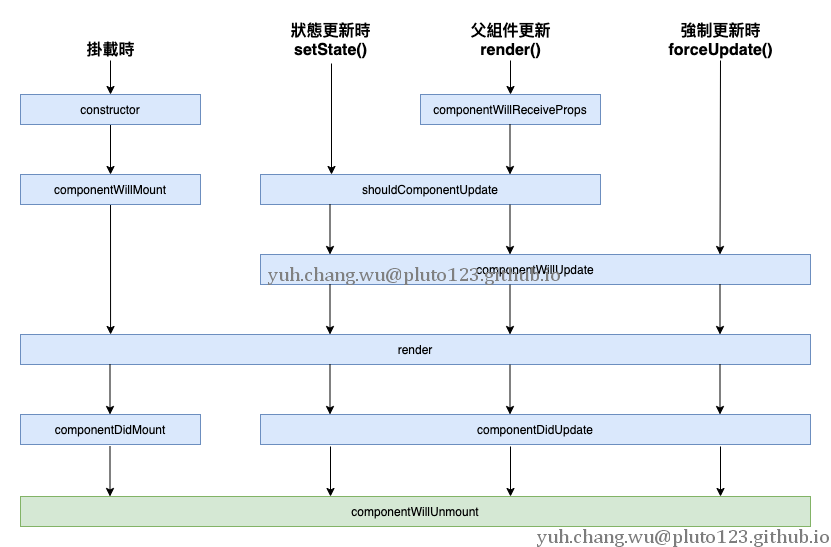 掛載時
狀態更新時
setState()
父組件更新
render()
強制更新時
forceUpdate()
constructor
componentWillReceiveProps
componentWillMount
shouldComponentUpdate
componentWillUpdate
yuh.chang.wu@pluto123.github.io
render
componentDidMount
componentDidUpdate
componentWillUnmount
yuh.chang.wu@pluto123.github.io